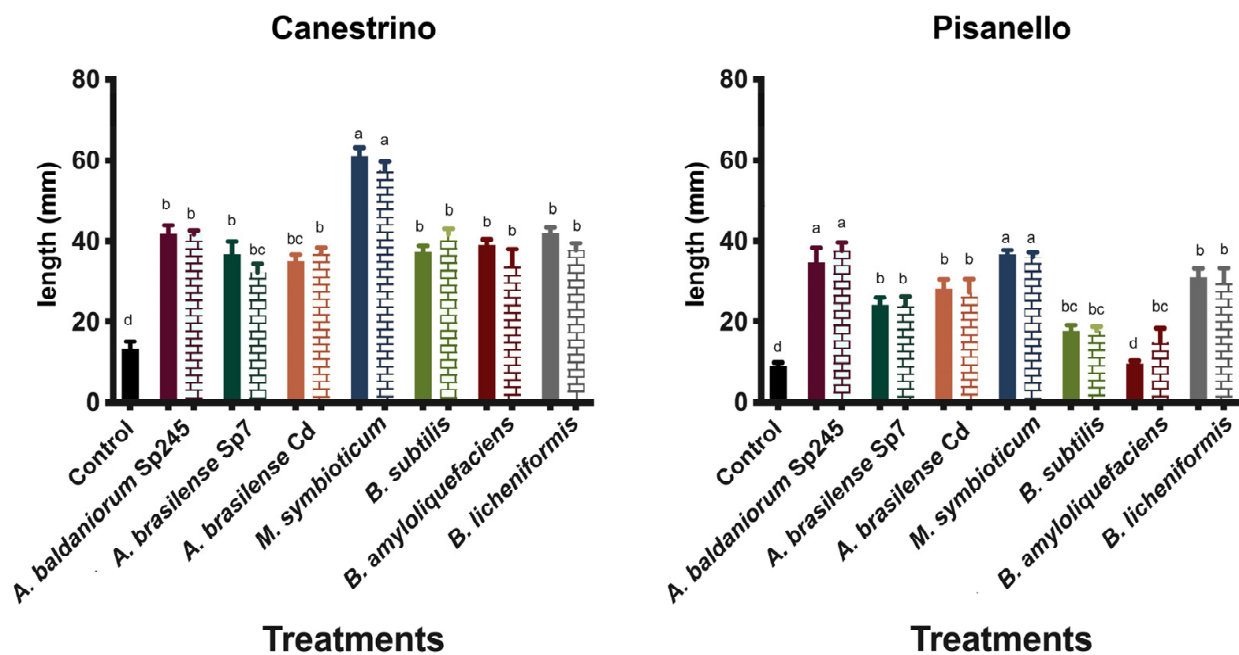 Canestrino
Pisanello
length (mm)
80
60
40
20
0
d
b
b
b
bc
bc
b
a
a
b
b
b
b
b
b
Control
A. baldaniorum Sp245
A. brasilense Sp7
A. brasilense Cd
M. symbioticum
B. subtilis
B. amyloliquefaciens
B. licheniformis
Treatments
length (mm)
80
60
40
20
0
d
a
a
b
b
b
b
a
a
bc
bc
d
bc
b
b
Control
A. baldaniorum Sp245
A. brasilense Sp7
A. brasilense Cd
M. symbioticum
B. subtilis
B. amyloliquefaciens
B. licheniformis
Treatments